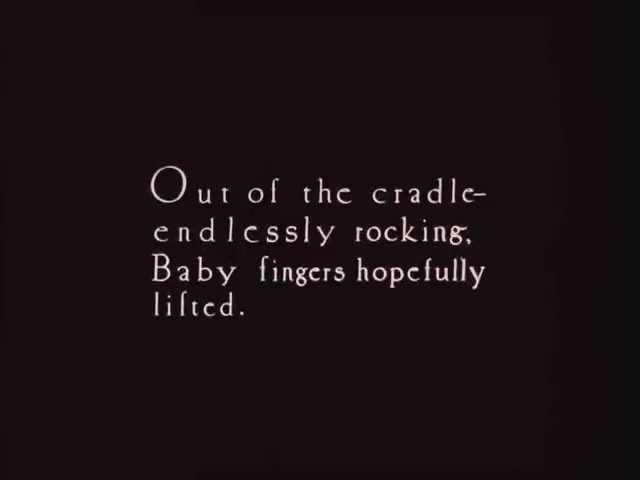 Out of the cradle–
endlessly rocking,
Baby fingers hopefully
lifted.